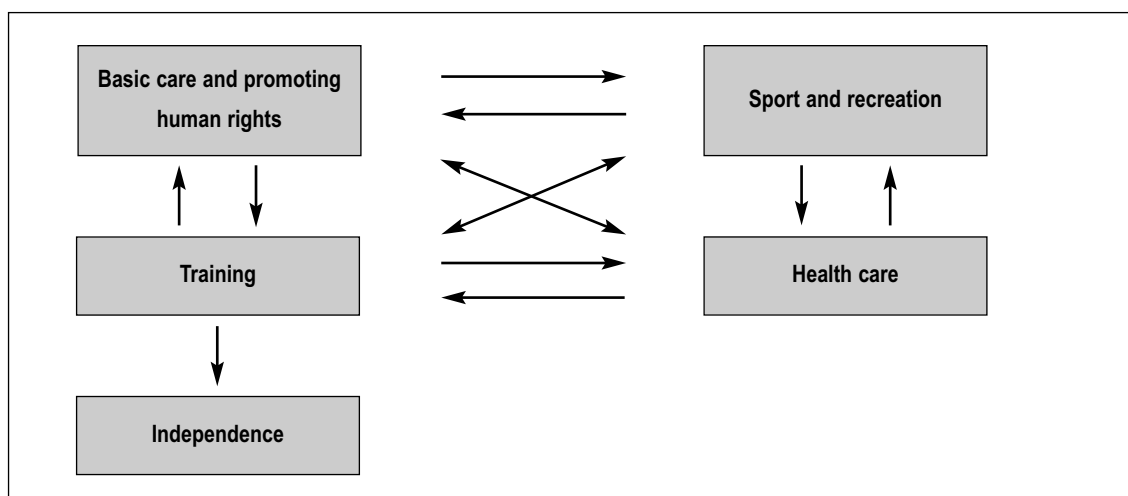 Basic care and promoting
human rights
Sport and recreation
Training
Health care
Independence